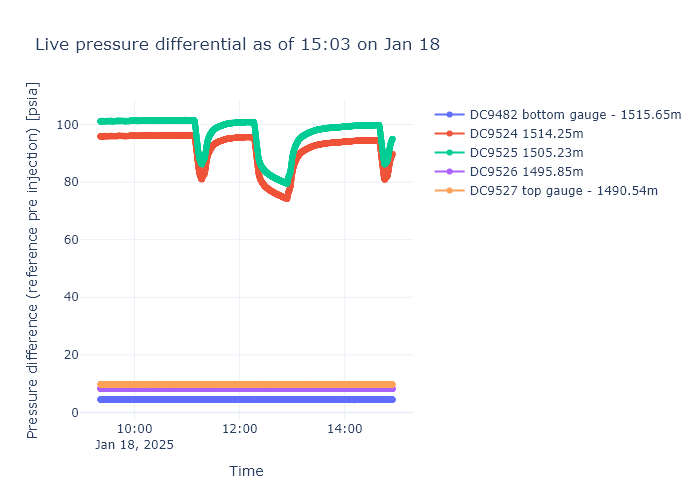 Live pressure differential as of 15:03 on Jan 18
Pressure difference (reference pre injection) [psia]
100
80
60
40
20
0
10:00
12:00
14:00
Jan 18, 2025
Time
DC9482 bottom gauge - 1515.65m
DC9524 1514.25m
DC9525 1505.23m
DC9526 1495.85m
DC9527 top gauge - 1490.54m